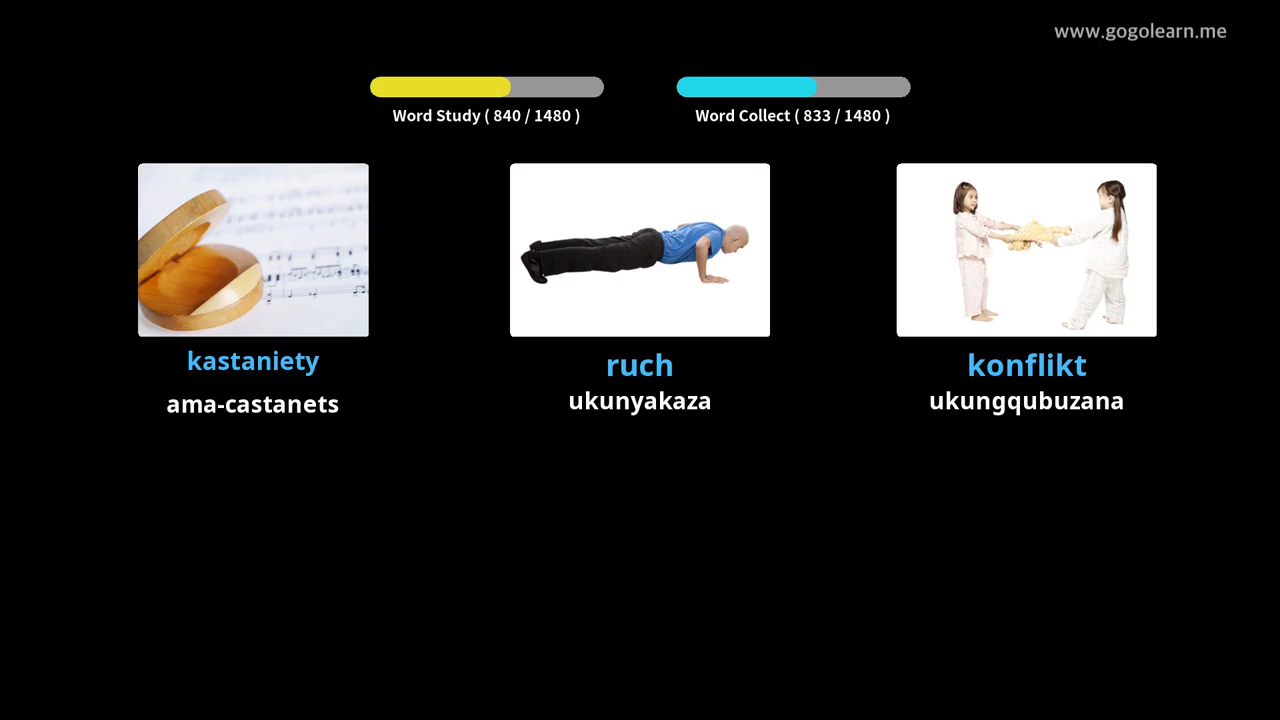 www.gogolearn.me
Word Study ( 840 / 1480 )
Word Collect ( 833 / 1480 )
kastaniety
ama-castanets
ruch
ukunyakaza
konflikt
ukungqubuzana